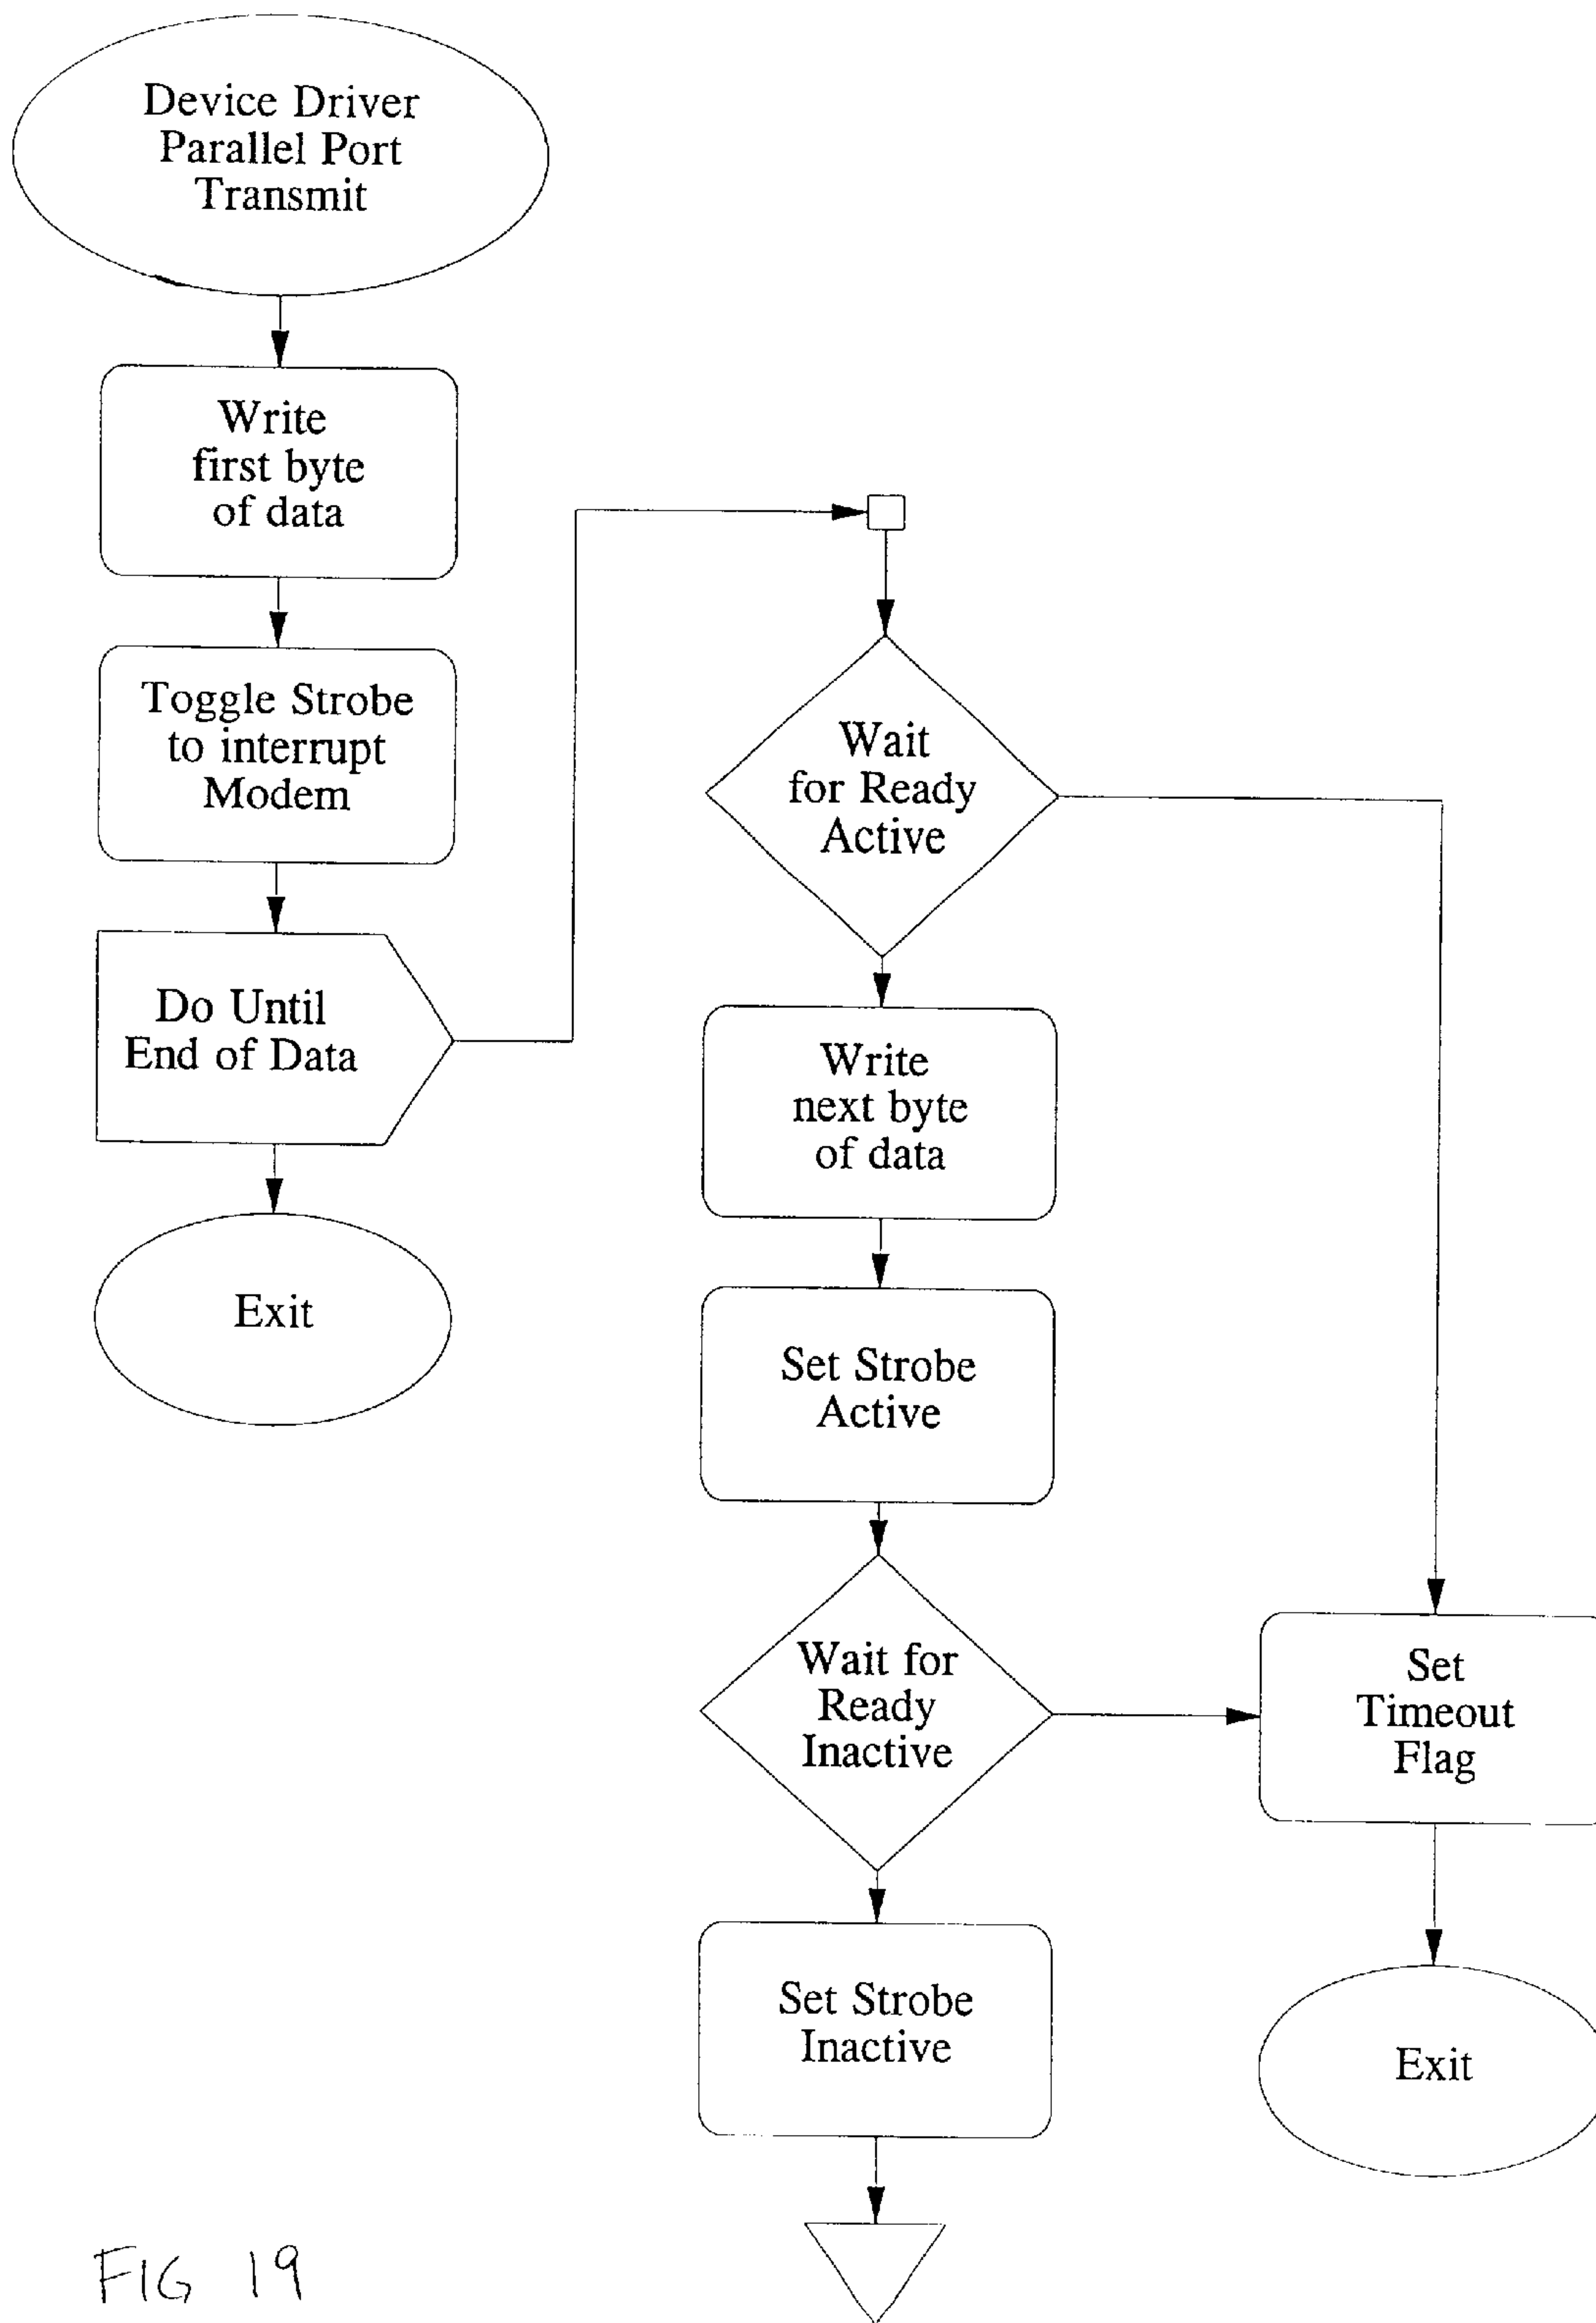 Device Driver
Parallel Port
Transmit
Write
first byte
of data
Toggle Strobe
to interrupt
Modem
Do Until
End of Data
Exit
Wait
for Ready
Active
Write
next byte
of data
Set Strobe
Active
Wait for
Ready
Inactive
Set Strobe
Inactive
Set
Timeout
Flag
Exit
FIG 19